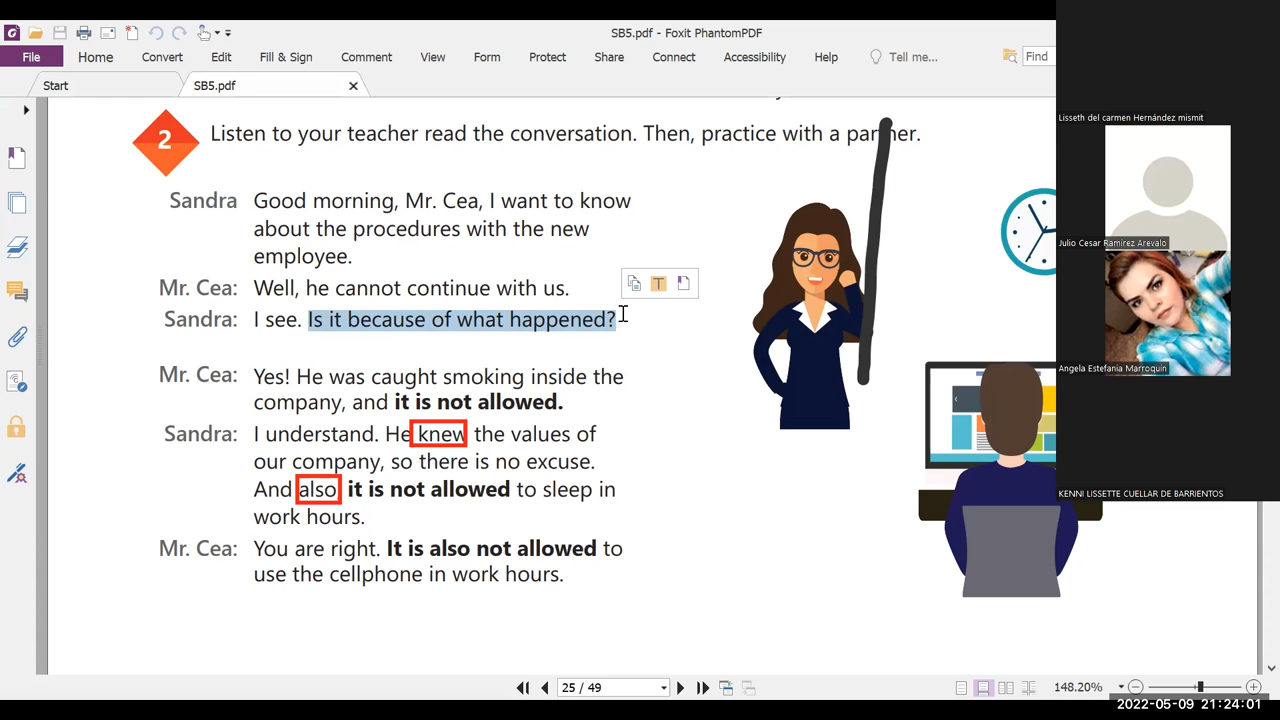 SB5.pdf - Foxit PhantomPDF
File Home Convert Edit Fill & Sign Comment View Form Protect Share Connect Accessibility Help Tell me... Find
Start SB5.pdf
2 Listen to your teacher read the conversation. Then, practice with a partner.
Sandra Good morning, Mr. Cea, I want to know
about the procedures with the new
employee.
Mr. Cea: Well, he cannot continue with us.
Sandra: I see. Is it because of what happened?
Mr. Cea: Yes! He was caught smoking inside the
company, and it is not allowed.
Sandra: I understand. He knew the values of
our company, so there is no excuse.
And also it is not allowed to sleep in
work hours.
Mr. Cea: You are right. It is also not allowed to
use the cellphone in work hours.
Lisseth del carmen Hernández mismit
Julio Cesar Ramirez Arevalo
Angela Estefania Marroquin
KENNI LISSETTE CUELLAR DE BARRIENTOS
25 / 49
148.20%
2022-05-09 21:24:01